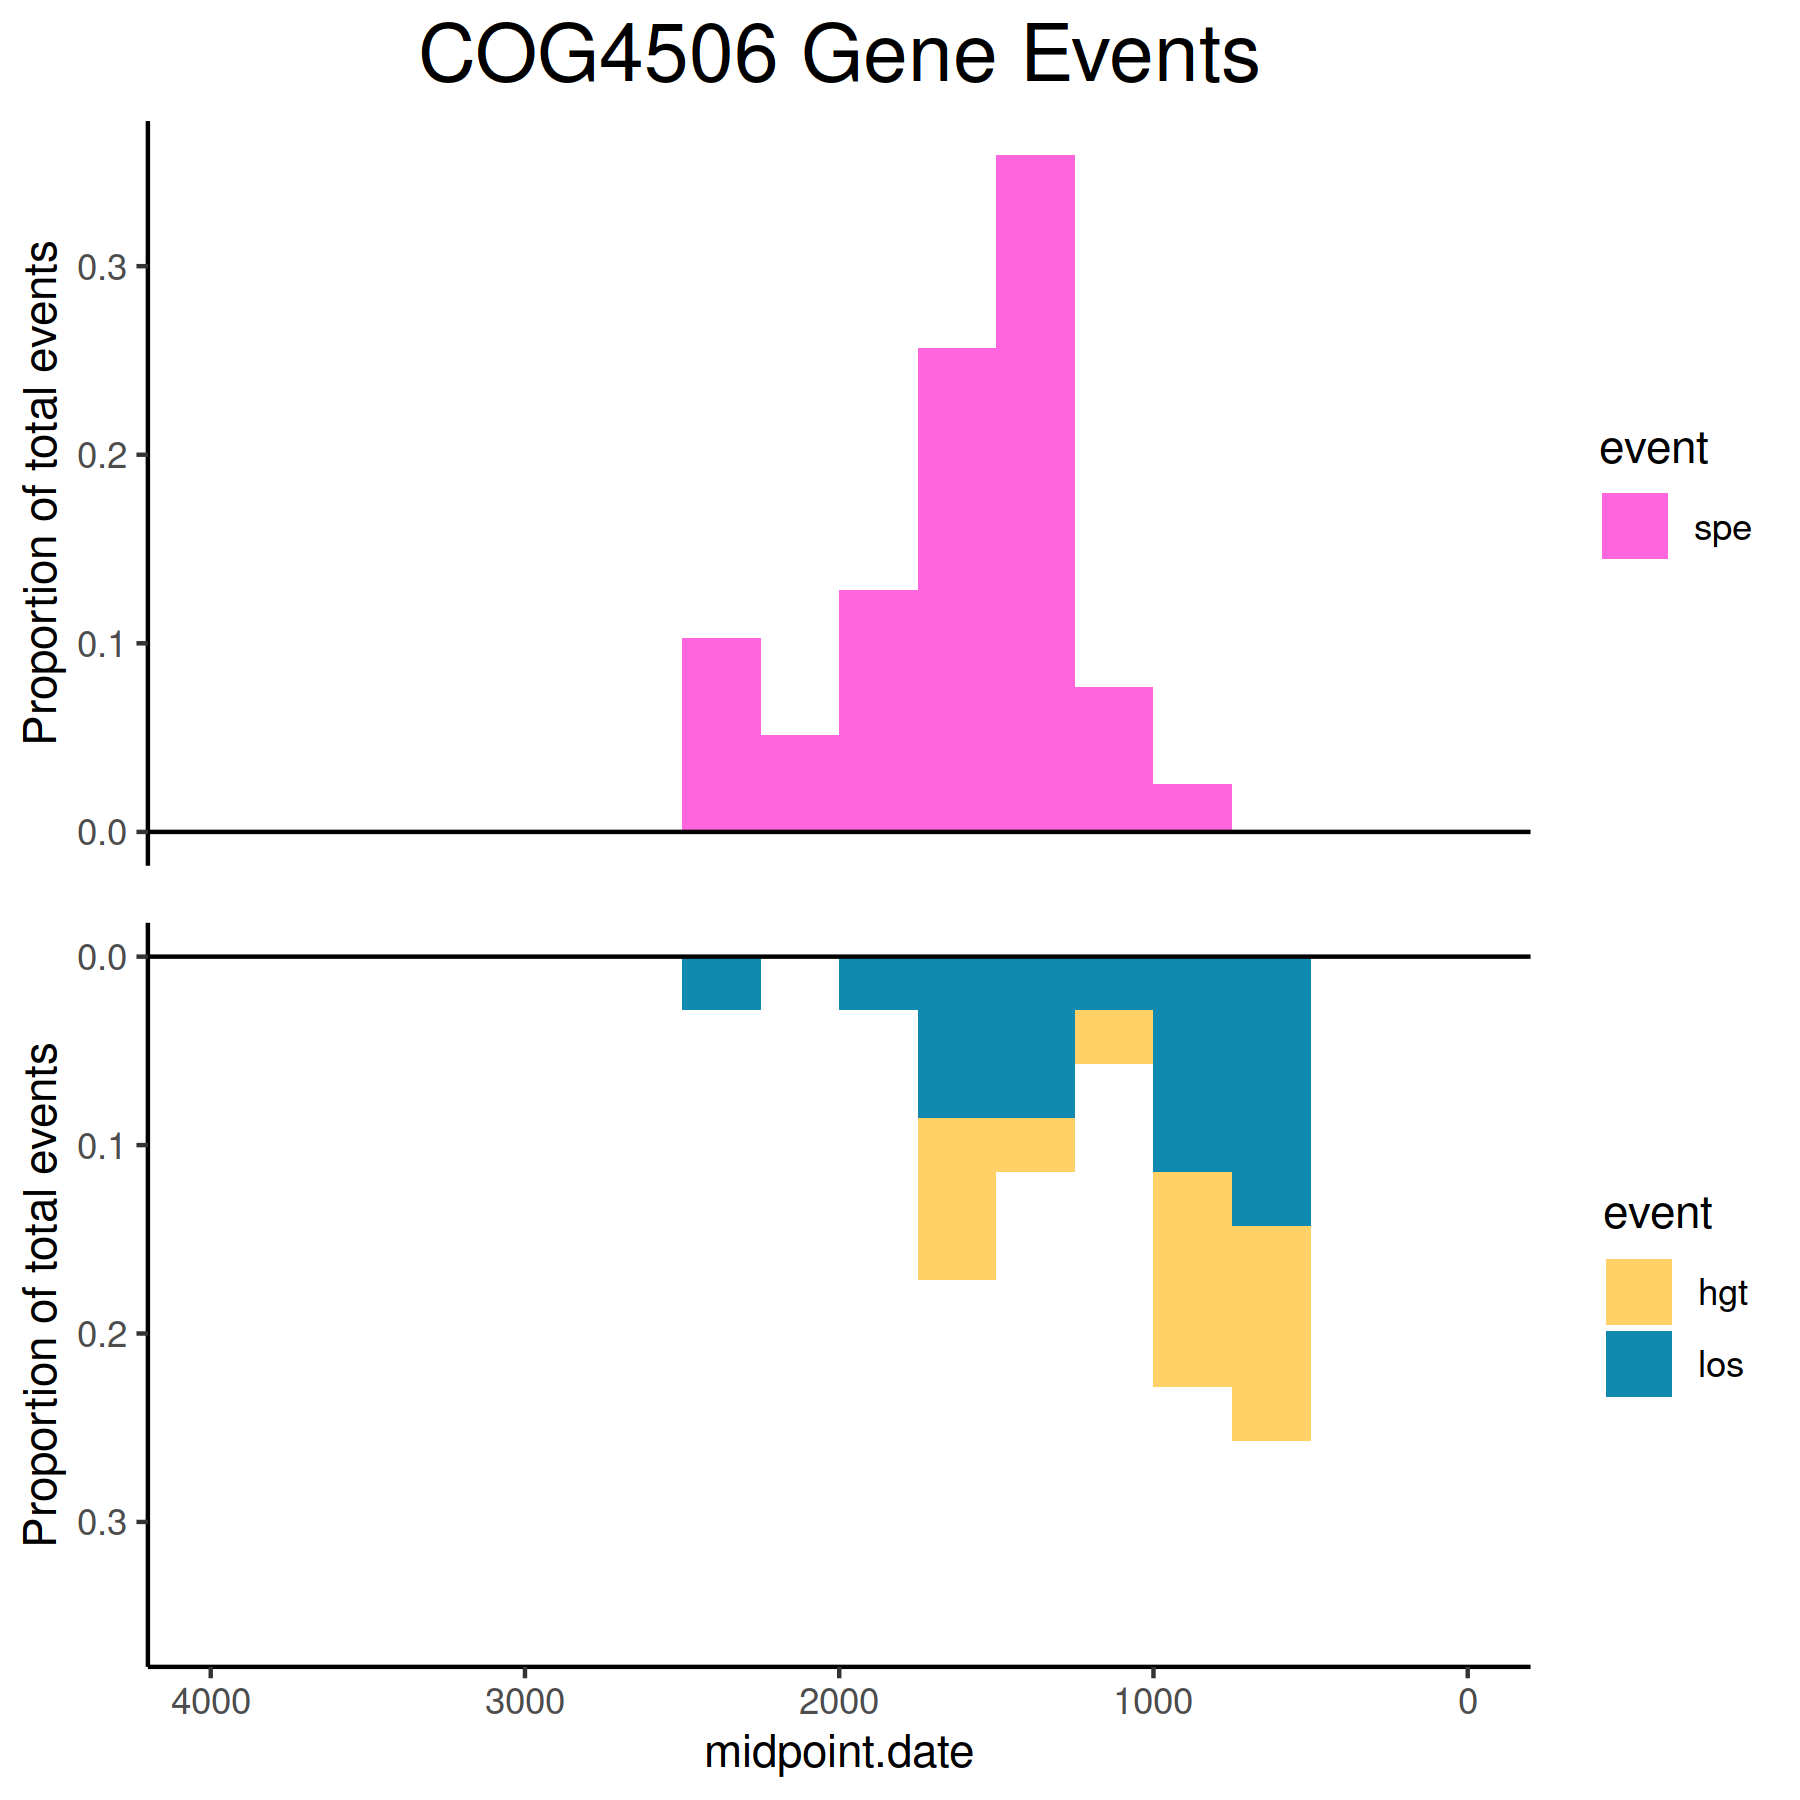 COG4506 Gene Events
Proportion of total events
0.3
0.2
0.1
0.0
event
spe
Proportion of total events
0.0
0.1
0.2
0.3
event
hgt
los
4000 3000 2000 1000 0
midpoint.date